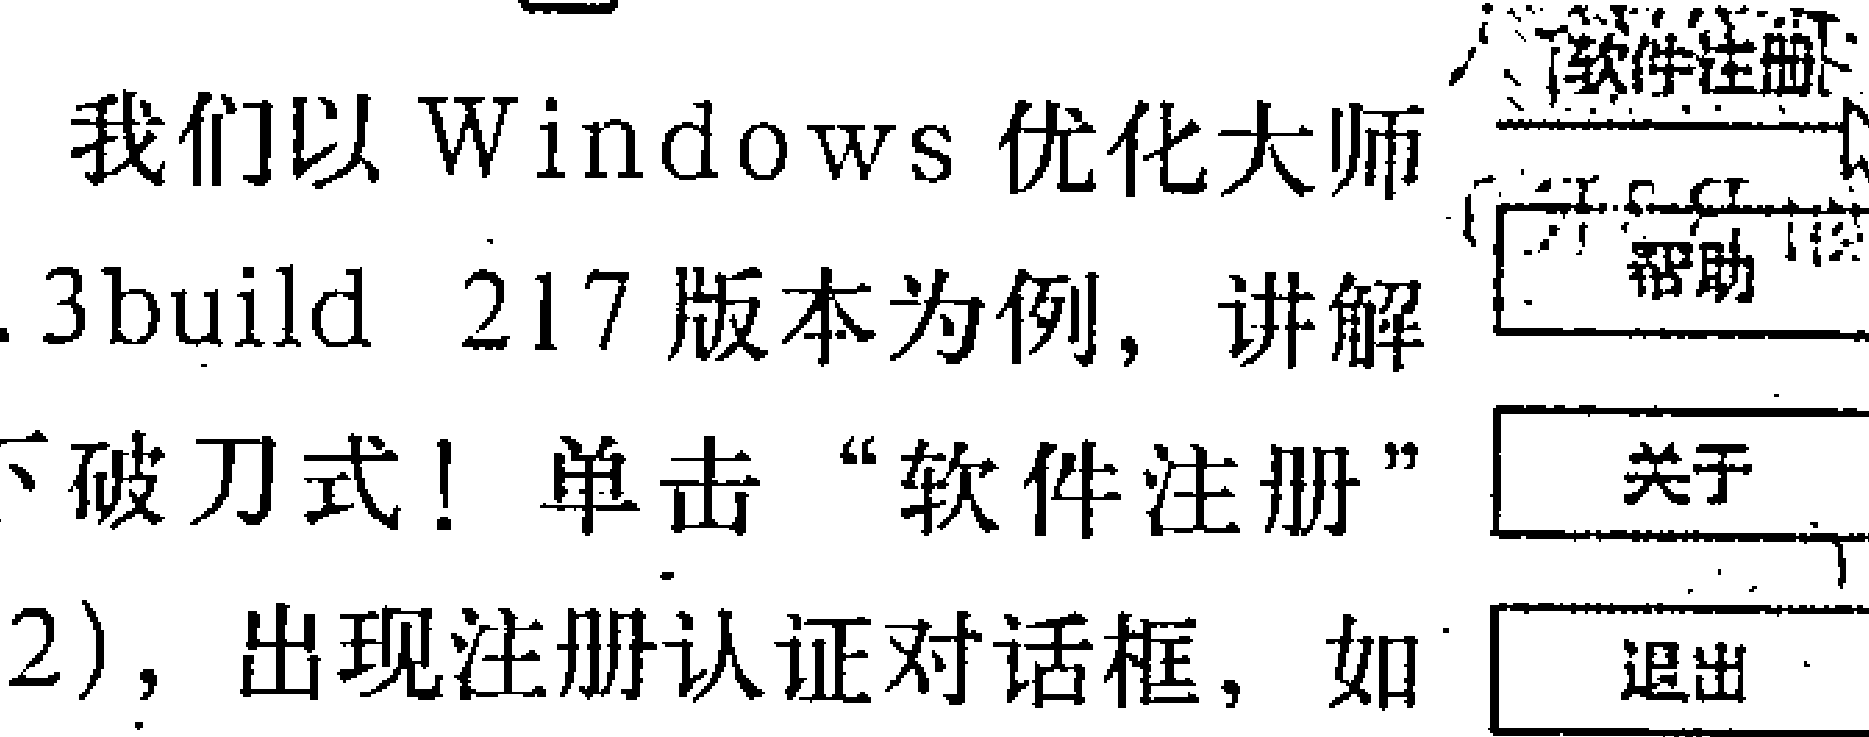 我们以 Windows 优化大师
.3build 217 版本为例，讲解
下破刀式！单击“软件注册”
2)，出现注册认证对话框，如
软件注册
帮助
关于
退出